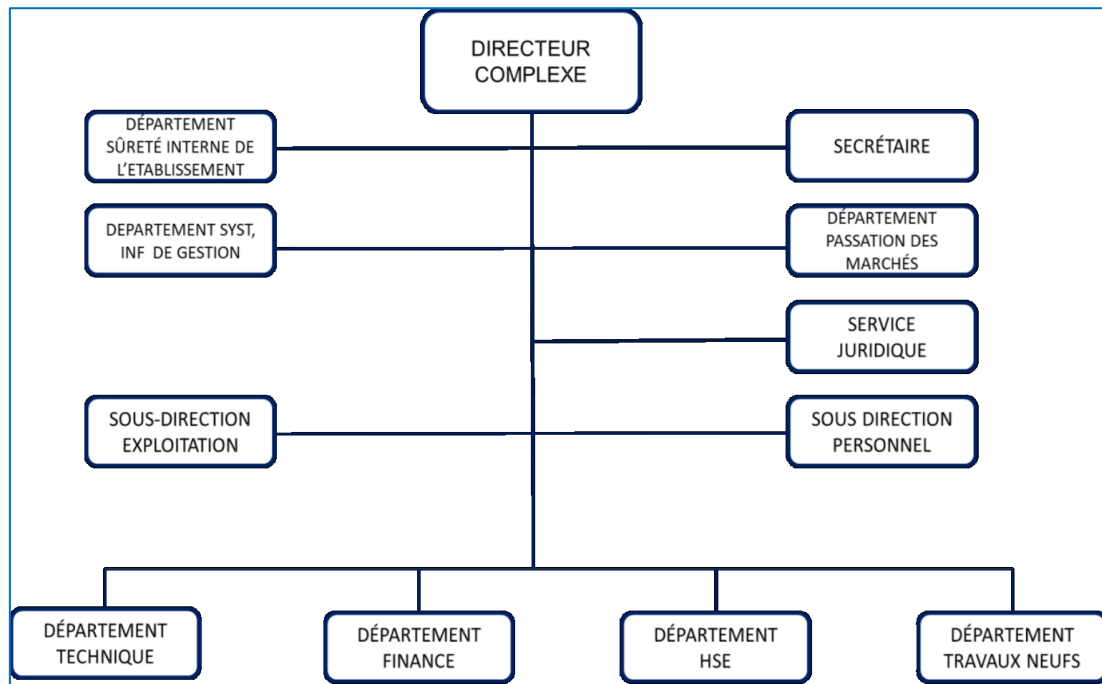 DIRECTEUR
COMPLEXE
DÉPARTEMENT
SÛRETÉ INTERNE DE
L’ETABLISSEMENT
SECRÉTAIRE
DEPARTEMENT SYST,
INF DE GESTION
DÉPARTEMENT
PASSATION DES
MARCHÉS
SERVICE
JURIDIQUE
SOUS-DIRECTION
EXPLOITATION
SOUS DIRECTION
PERSONNEL
DÉPARTEMENT
TECHNIQUE
DÉPARTEMENT
FINANCE
DÉPARTEMENT
HSE
DÉPARTEMENT
TRAVAUX NEUFS